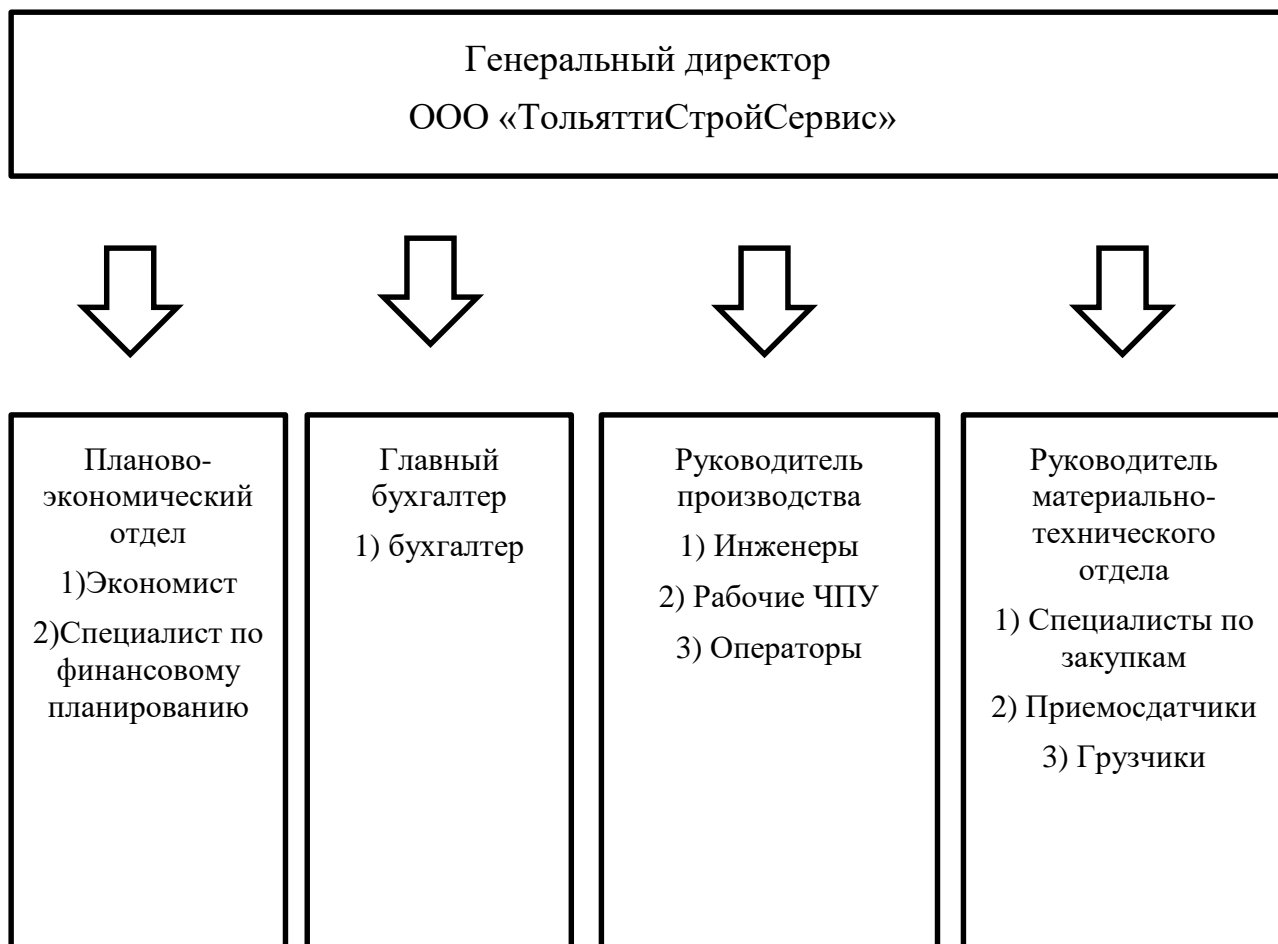 Генеральный директор
ООО «ТольяттиСтройСервис»
Планово-
экономический
отдел
1)Экономист
2)Специалист по
финансовому
планированию
Главный
бухгалтер
1) бухгалтер
Руководитель
производства
1) Инженеры
2) Рабочие ЧПУ
3) Операторы
Руководитель
материально-
технического
отдела
1) Специалисты по
закупкам
2) Приемосдатчики
3) Грузчики